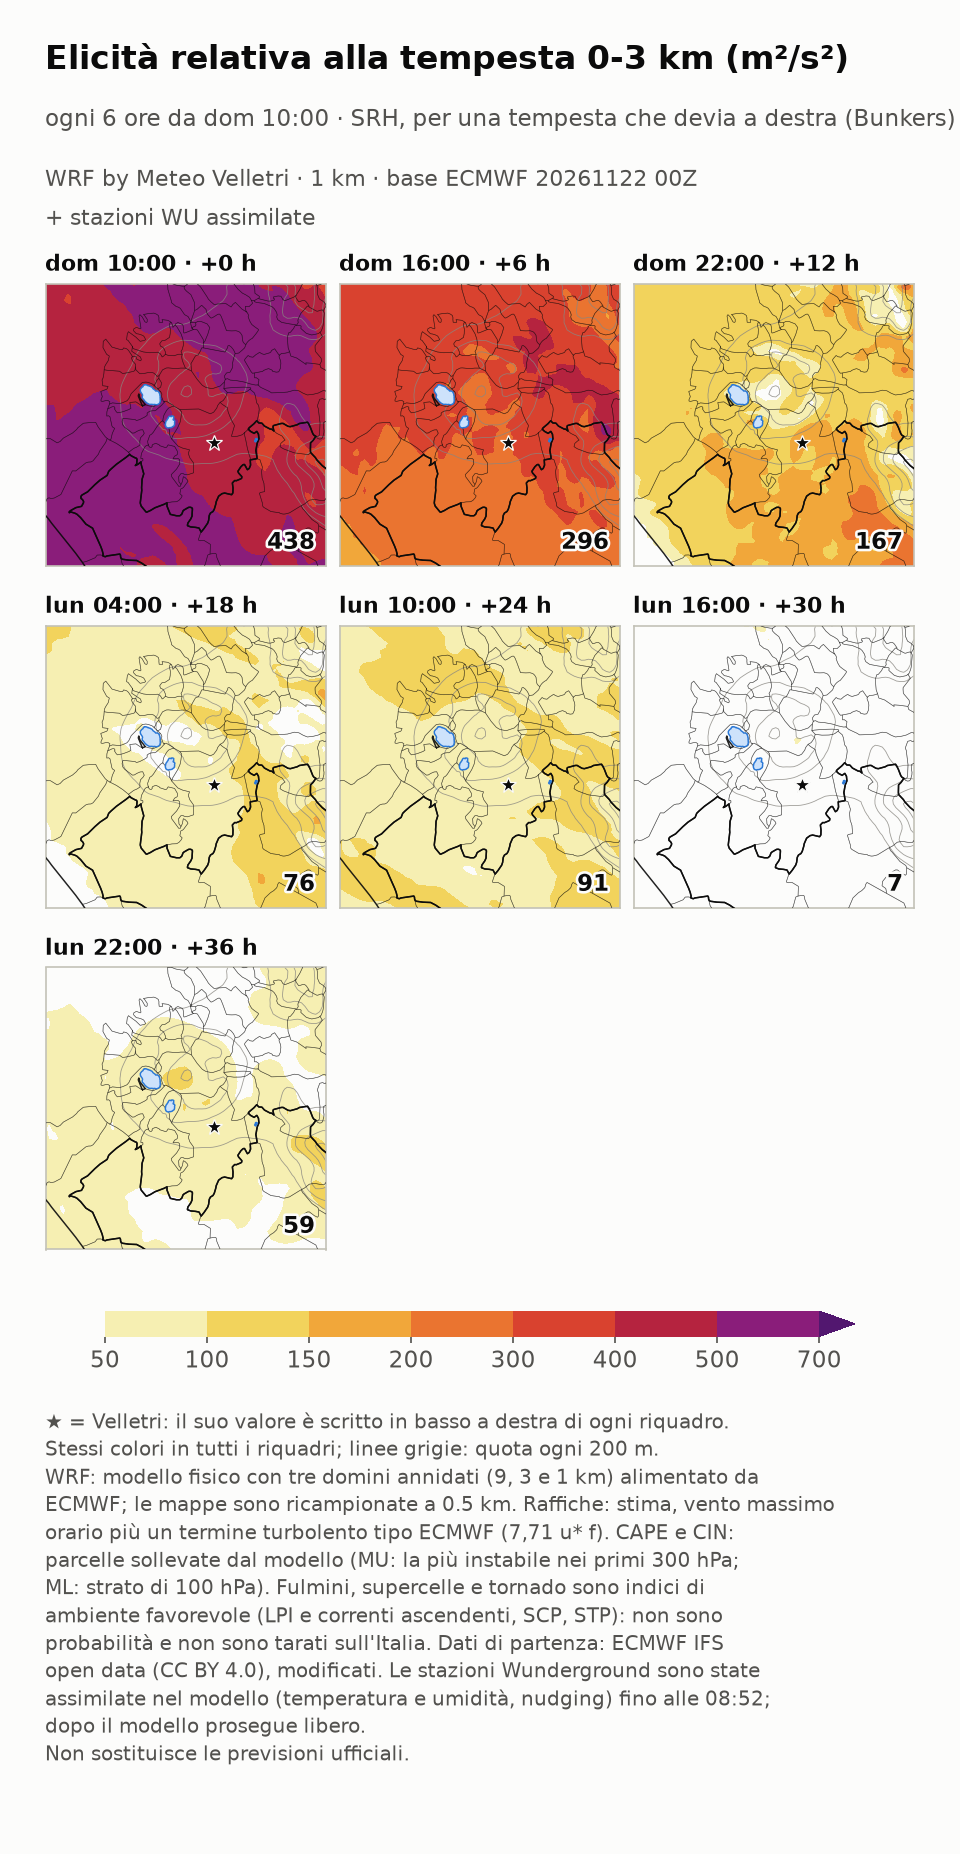 Elicità relativa alla tempesta 0-3 km (m²/s²)
ogni 6 ore da dom 10:00 · SRH, per una tempesta che devia a destra (Bunkers)
WRF by Meteo Velletri · 1 km · base ECMWF 20261122 00Z
+ stazioni WU assimilate
dom 10:00 · +0 h
dom 16:00 · +6 h
dom 22:00 · +12 h
438
296
167
lun 04:00 · +18 h
lun 10:00 · +24 h
lun 16:00 · +30 h
76
91
7
lun 22:00 · +36 h
59
50 100 150 200 300 400 500 700
★ = Velletri: il suo valore è scritto in basso a destra di ogni riquadro.
Stessi colori in tutti i riquadri; linee grigie: quota ogni 200 m.
WRF: modello fisico con tre domini annidati (9, 3 e 1 km) alimentato da
ECMWF; le mappe sono ricampionate a 0.5 km. Raffiche: stima, vento massimo
orario più un termine turbolento tipo ECMWF (7,71 u* f). CAPE e CIN:
parcelle sollevate dal modello (MU: la più instabile nei primi 300 hPa;
ML: strato di 100 hPa). Fulmini, supercelle e tornado sono indici di
ambiente favorevole (LPI e correnti ascendenti, SCP, STP): non sono
probabilità e non sono tarati sull'Italia. Dati di partenza: ECMWF IFS
open data (CC BY 4.0), modificati. Le stazioni Wunderground sono state
assimilate nel modello (temperatura e umidità, nudging) fino alle 08:52;
dopo il modello prosegue libero.
Non sostituisce le previsioni ufficiali.